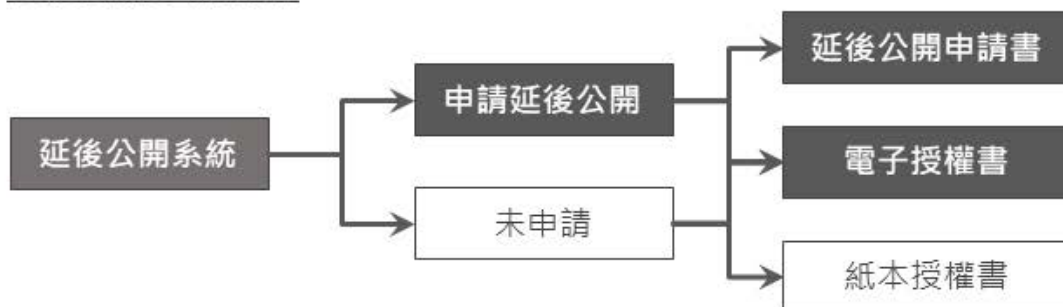 延後公開系統
申請延後公開
未申請
延後公開申請書
電子授權書
紙本授權書